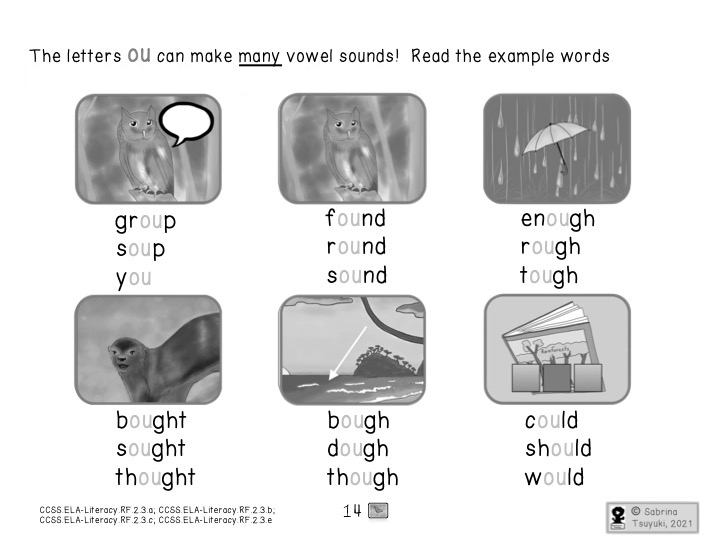 The letters ou can make many vowel sounds! Read the example words
group
soup
you
found
round
sound
enough
rough
tough
Rainforests
bought
sought
thought
bough
dough
though
could
should
would
CCSS.ELA-Literacy.RF.2.3.a; CCSS.ELA-Literacy.RF.2.3.b;
CCSS.ELA-Literacy.RF.2.3.c; CCSS.ELA-Literacy.RF.2.3.e
14
© Sabrina
Tsuyuki, 2021